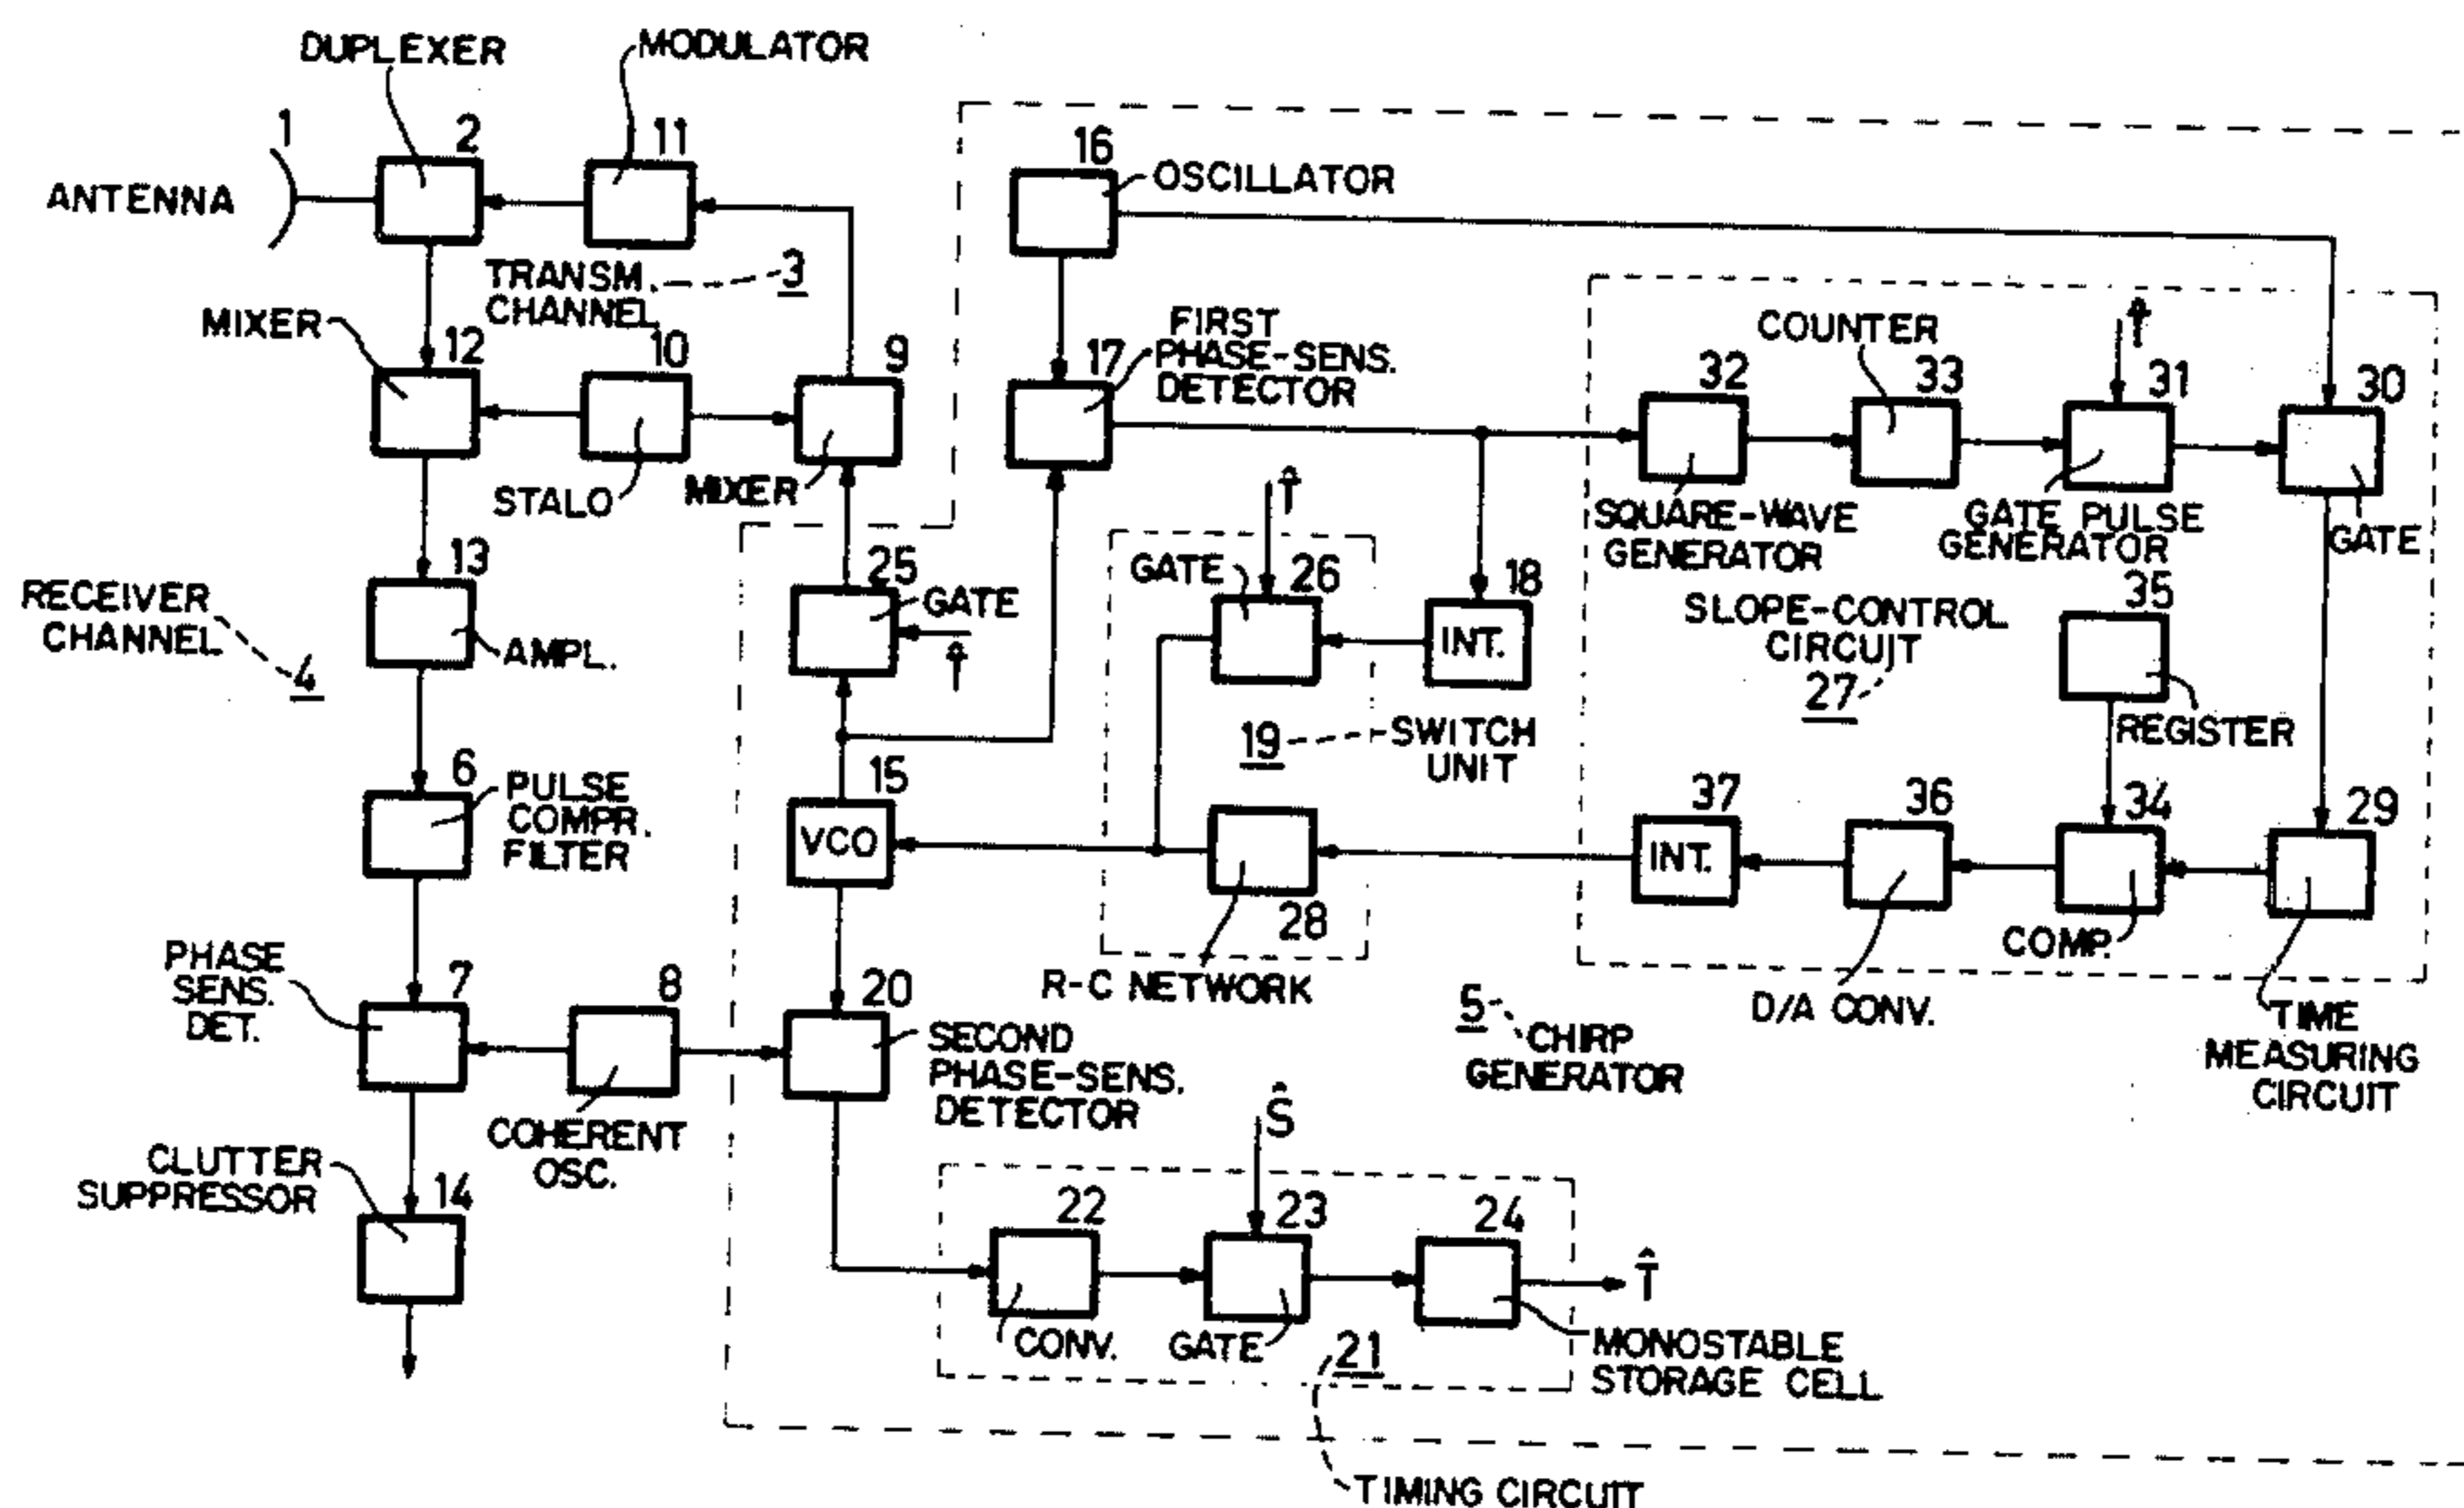 DUPLEXER
MODULATOR
1
2
11
ANTENNA
16
OSCILLATOR
TRANSM.
CHANNEL
3
MIXER
12
10
9
STALO
MIXER
17
FIRST
PHASE-SENS.
DETECTOR
COUNTER
T̂
32
33
31
30
SQUARE-WAVE
GENERATOR
GATE PULSE
GENERATOR
GATE
RECEIVER
CHANNEL
4
13
AMPL.
25
GATE
T̂
T̂
GATE
26
18
INT.
SLOPE-CONTROL
CIRCUIT
27
35
REGISTER
19
SWITCH
UNIT
6
PULSE
COMPR.
FILTER
15
VCO
28
R-C NETWORK
37
INT.
36
34
29
COMP.
D/A CONV.
TIME
MEASURING
CIRCUIT
PHASE
SENS.
DET.
7
8
COHERENT
OSC.
20
SECOND
PHASE-SENS.
DETECTOR
5
CHIRP
GENERATOR
CLUTTER
SUPPRESSOR
14
Ŝ
22
23
24
T̂
CONV.
GATE
21
MONOSTABLE
STORAGE CELL
TIMING CIRCUIT